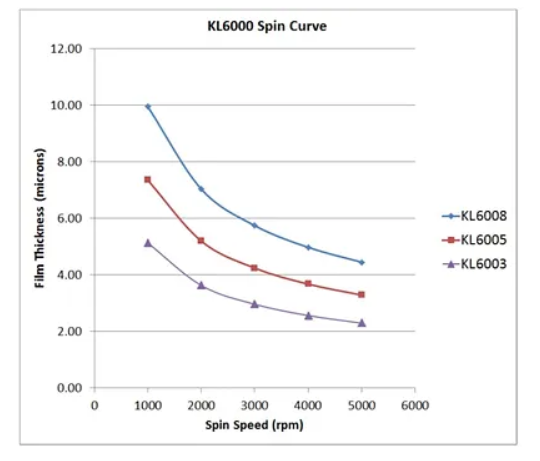 KL6000 Spin Curve
12.00
10.00
8.00
6.00
4.00
2.00
0.00
Film Thickness (microns)
0 1000 2000 3000 4000 5000 6000
Spin Speed (rpm)
KL6008
KL6005
KL6003